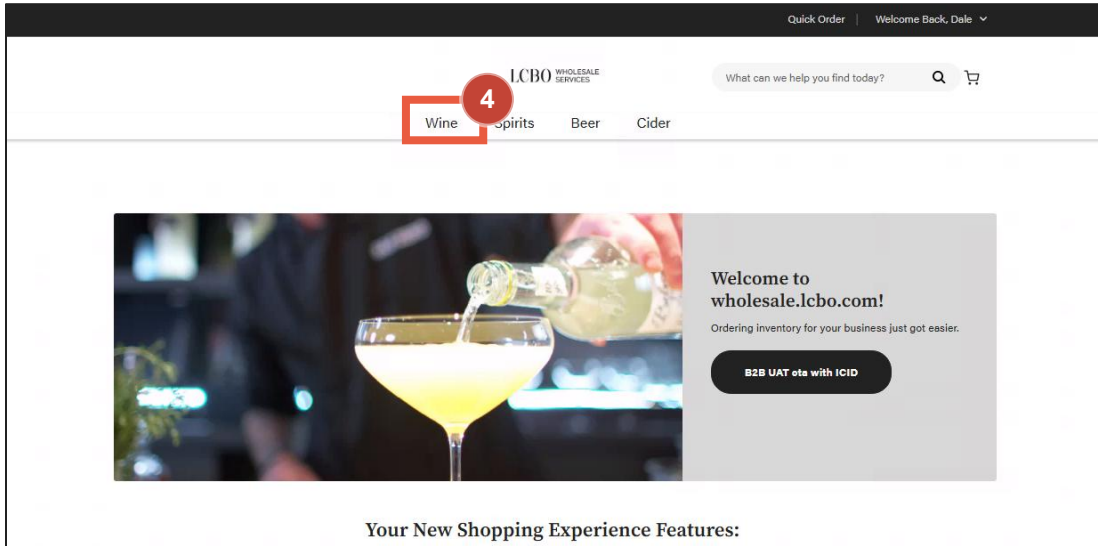 Quick Order | Welcome Back, Dale
LCBO WHOLESALE SERVICES
What can we help you find today?
4
Wine Spirits Beer Cider
Welcome to
wholesale.lcbo.com!
Ordering inventory for your business just got easier.
B2B UAT cta with ICID
Your New Shopping Experience Features: